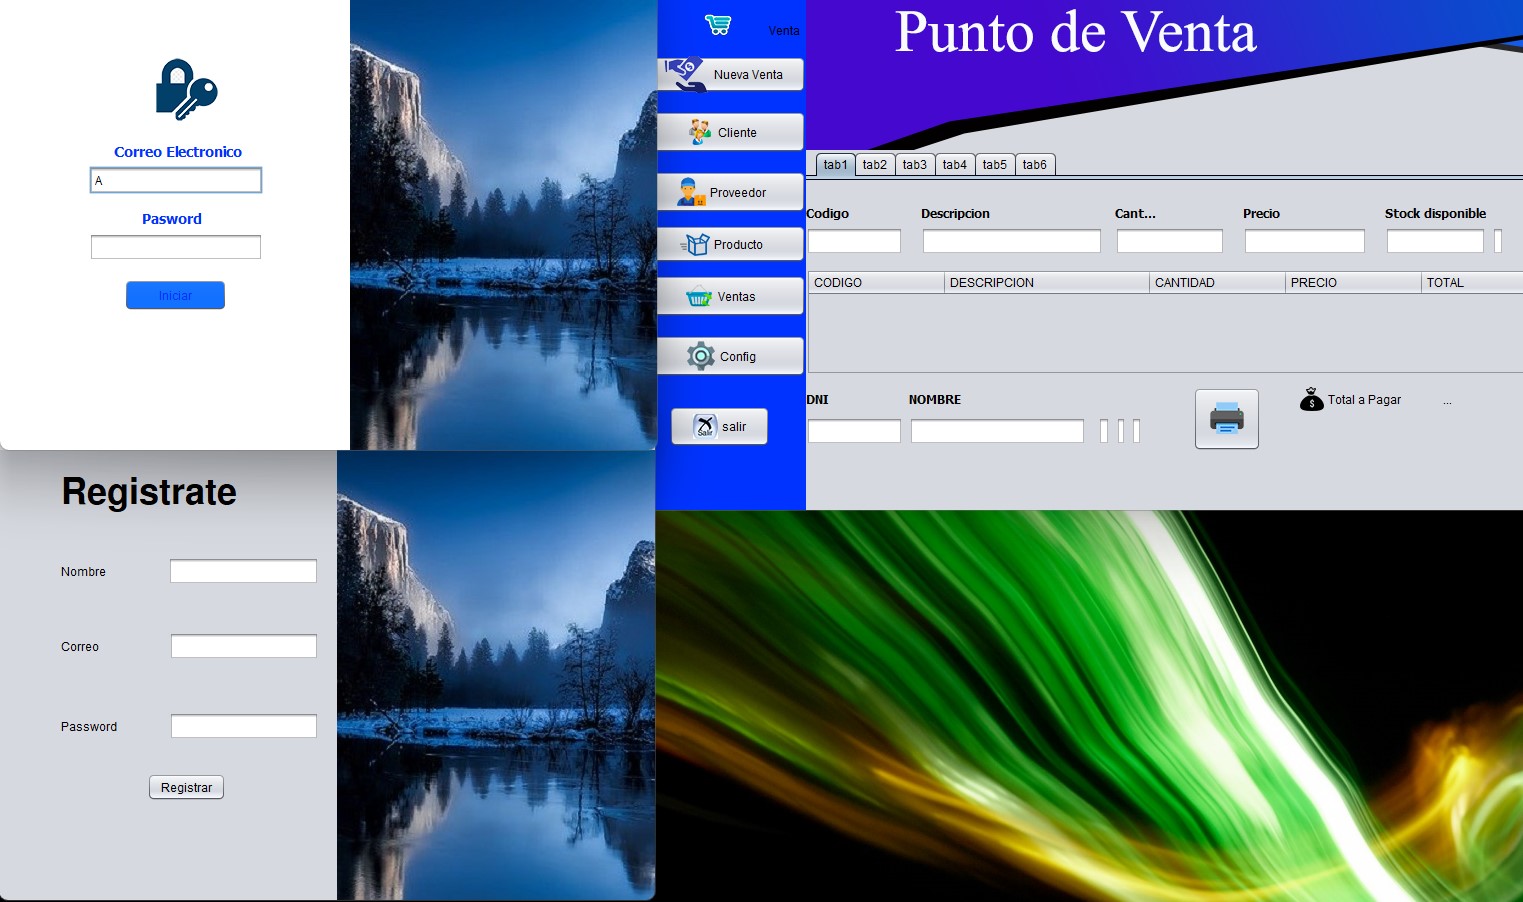 Correo Electronico
A
Pasword
Iniciar
Registrate
Nombre
Correo
Password
Registrar
Venta
Nueva Venta
Cliente
Proveedor
Producto
Ventas
Config
Salir
salir
Punto de Venta
tab1 tab2 tab3 tab4 tab5 tab6
Codigo Descripcion Cant... Precio Stock disponible
CODIGO DESCRIPCION CANTIDAD PRECIO TOTAL
DNI NOMBRE
$ Total a Pagar ...